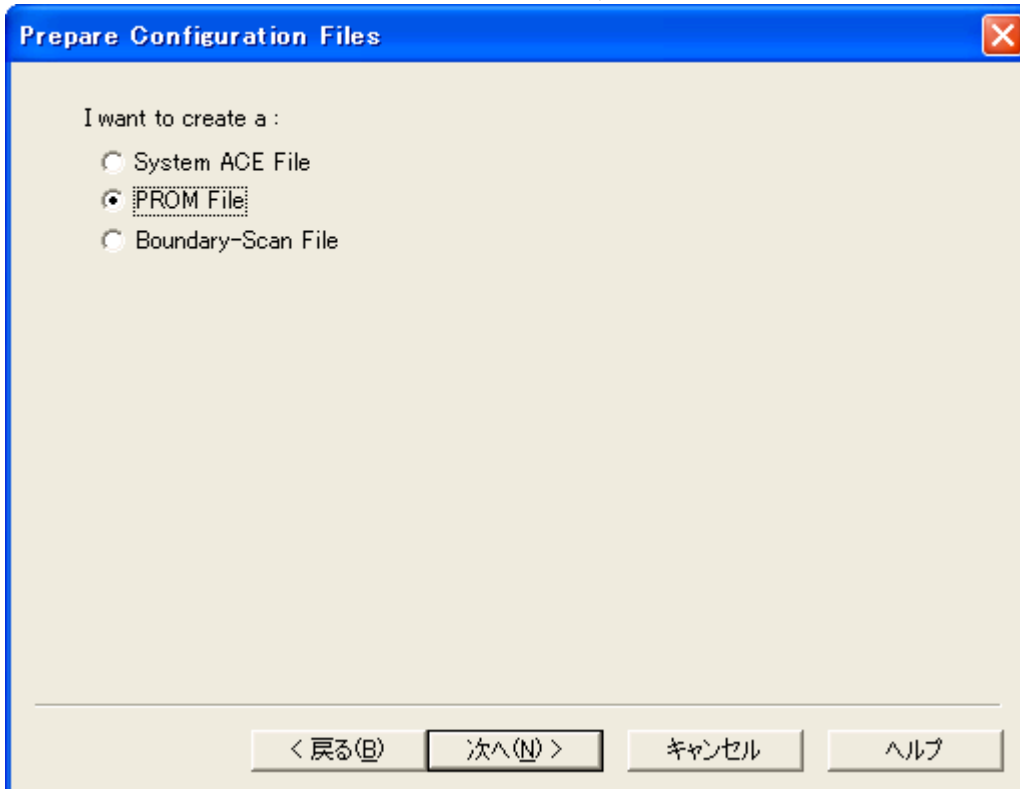 Prepare Configuration Files
I want to create a :
System ACE File
PROM File
Boundary-Scan File
< 戻る(B)
次へ(N) >
キャンセル
ヘルプ